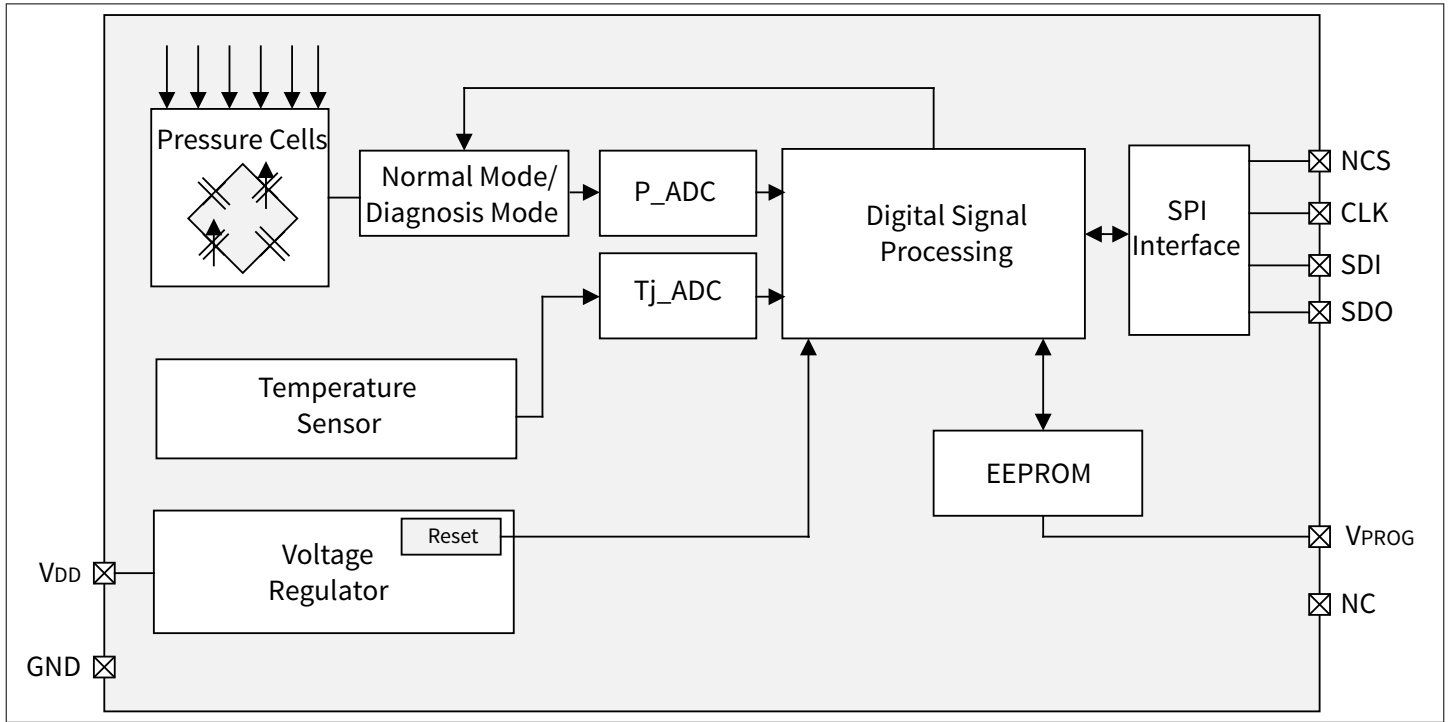 Pressure Cells
Normal Mode/
Diagnosis Mode
P_ADC
Digital Signal
Processing
SPI
Interface
NCS
CLK
SDI
SDO
Tj_ADC
Temperature
Sensor
EEPROM
Reset
Voltage
Regulator
VDD
GND
VPROG
NC